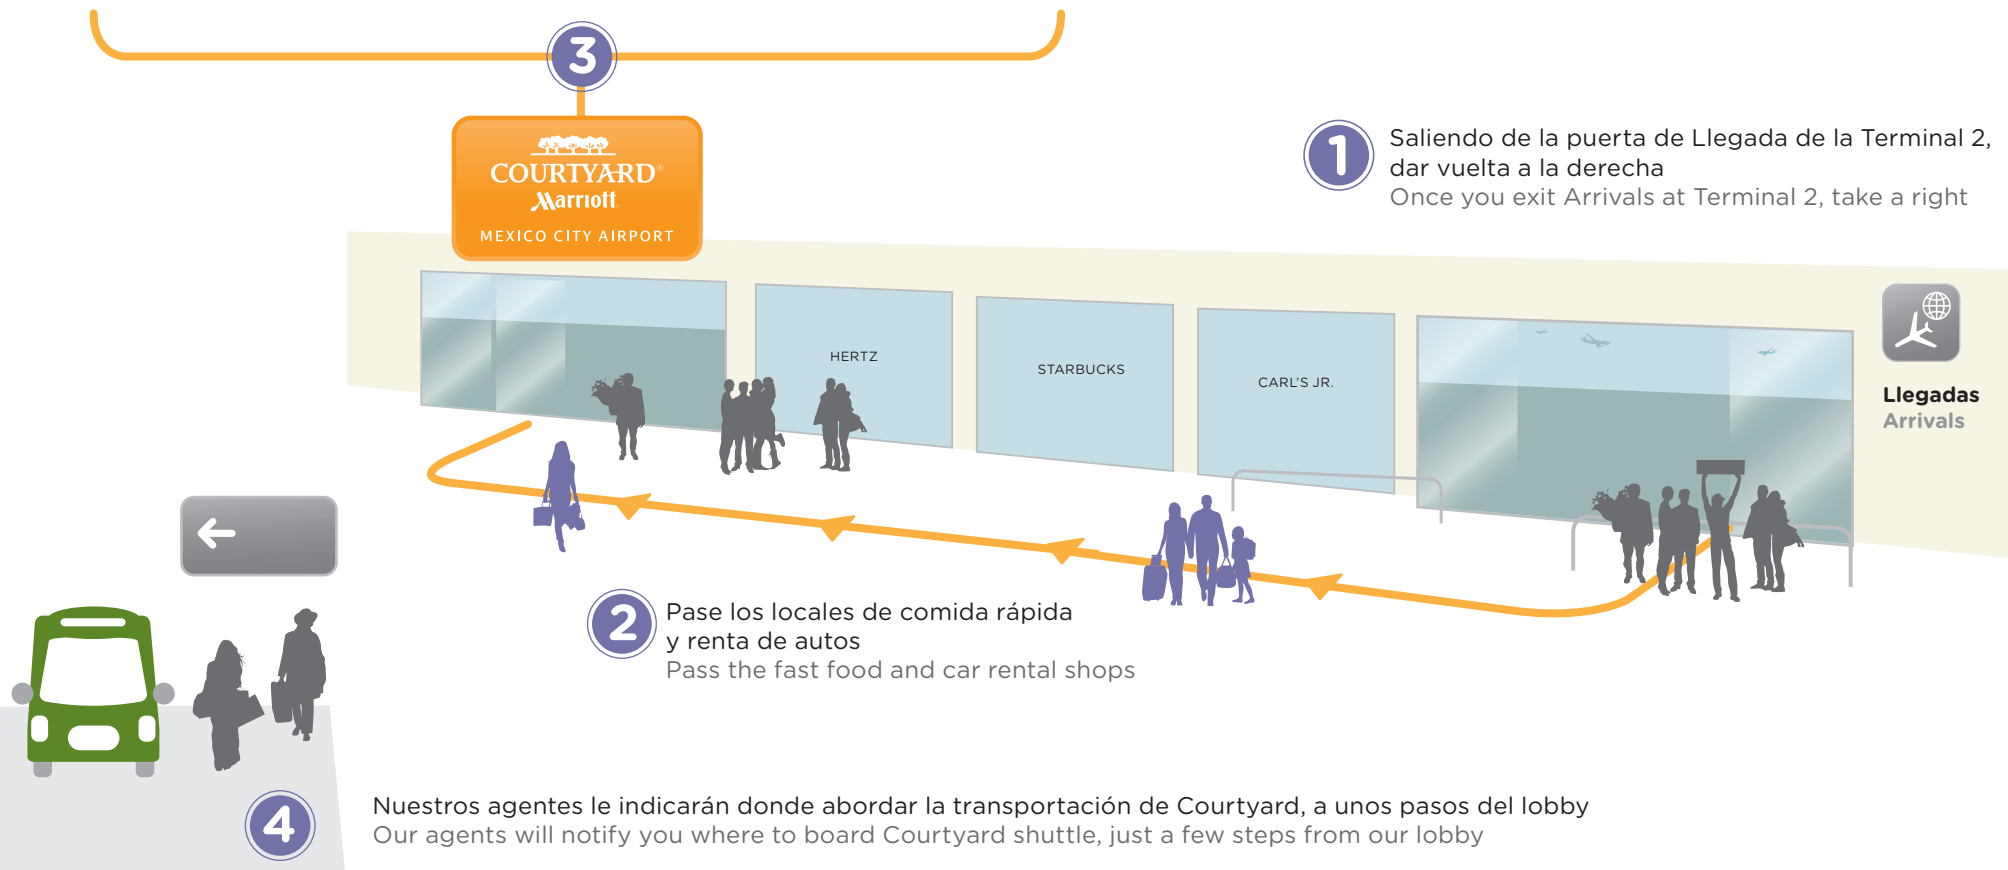 3
COURTYARD®
Marriott
MEXICO CITY AIRPORT
1
Saliendo de la puerta de Llegada de la Terminal 2,
dar vuelta a la derecha
Once you exit Arrivals at Terminal 2, take a right
HERTZ
STARBUCKS
CARL'S JR.
Llegadas
Arrivals
2
Pase los locales de comida rápida
y renta de autos
Pass the fast food and car rental shops
4
Nuestros agentes le indicarán donde abordar la transportación de Courtyard, a unos pasos del lobby
Our agents will notify you where to board Courtyard shuttle, just a few steps from our lobby